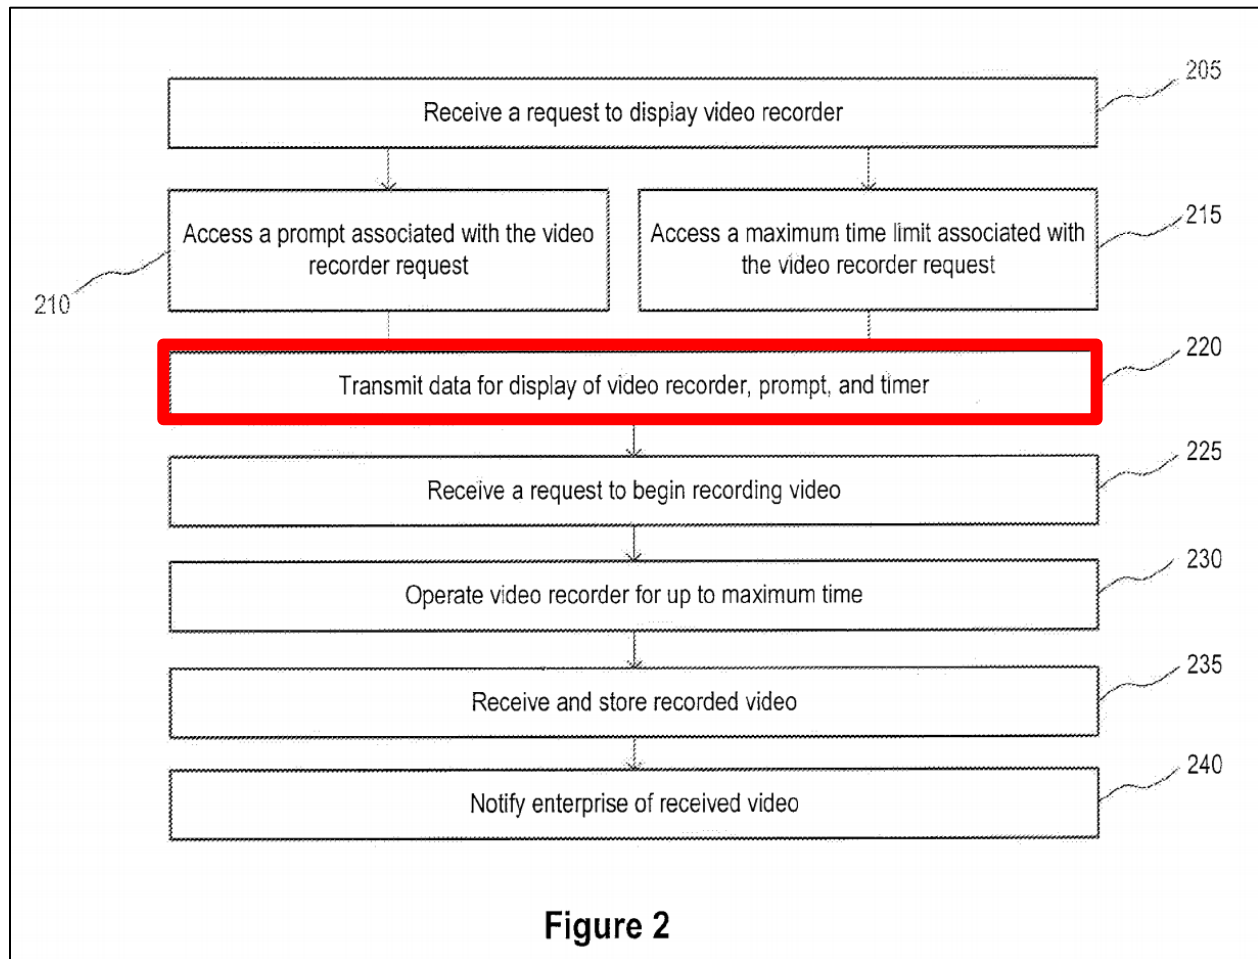 205
Receive a request to display video recorder
Access a prompt associated with the video
recorder request
210
Access a maximum time limit associated with
the video recorder request
215
220
Transmit data for display of video recorder, prompt, and timer
225
Receive a request to begin recording video
230
Operate video recorder for up to maximum time
235
Receive and store recorded video
240
Notify enterprise of received video
Figure 2